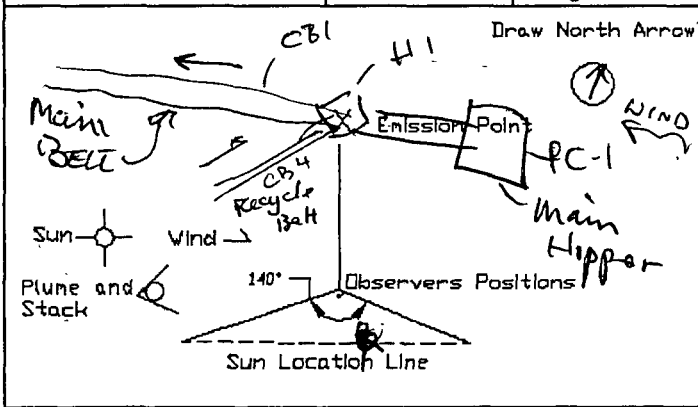 Draw North Arrow
CB1
H1
WIND
Main
Belt
Emission Point
PC-1
CB4
Recycle
Belt
Main
Hopper
Sun
Wind
Plune and
Stack
140°
Observers Positions
Sun Location Line